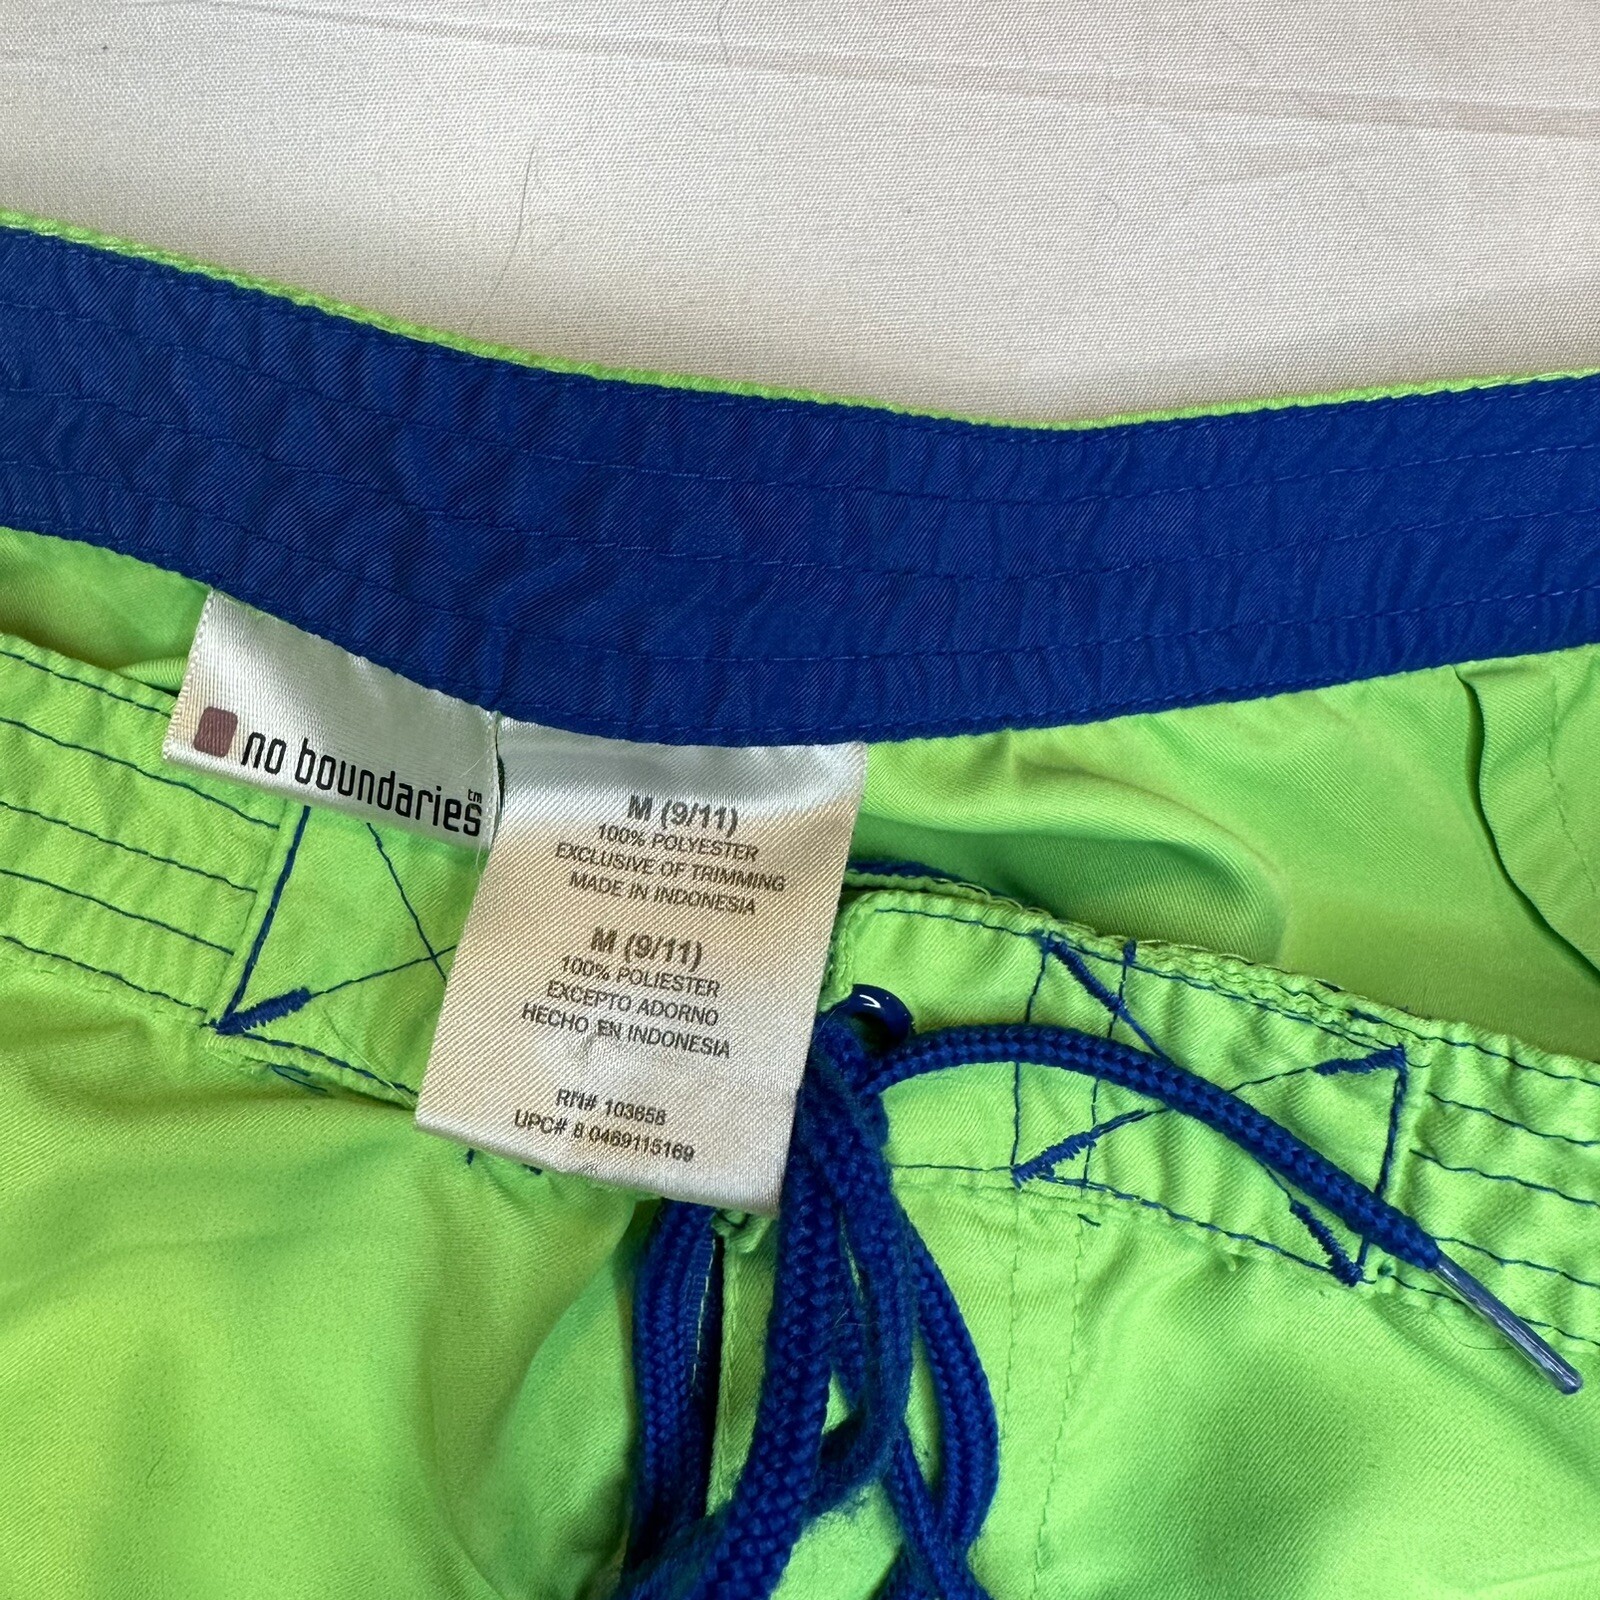 no boundaries tm
M (9/11)
100% POLYESTER
EXCLUSIVE OF TRIMMING
MADE IN INDONESIA
M (9/11)
100% POLIESTER
EXCEPTO ADORNO
HECHO EN INDONESIA
RN# 103858
UPC# 8 0469115169